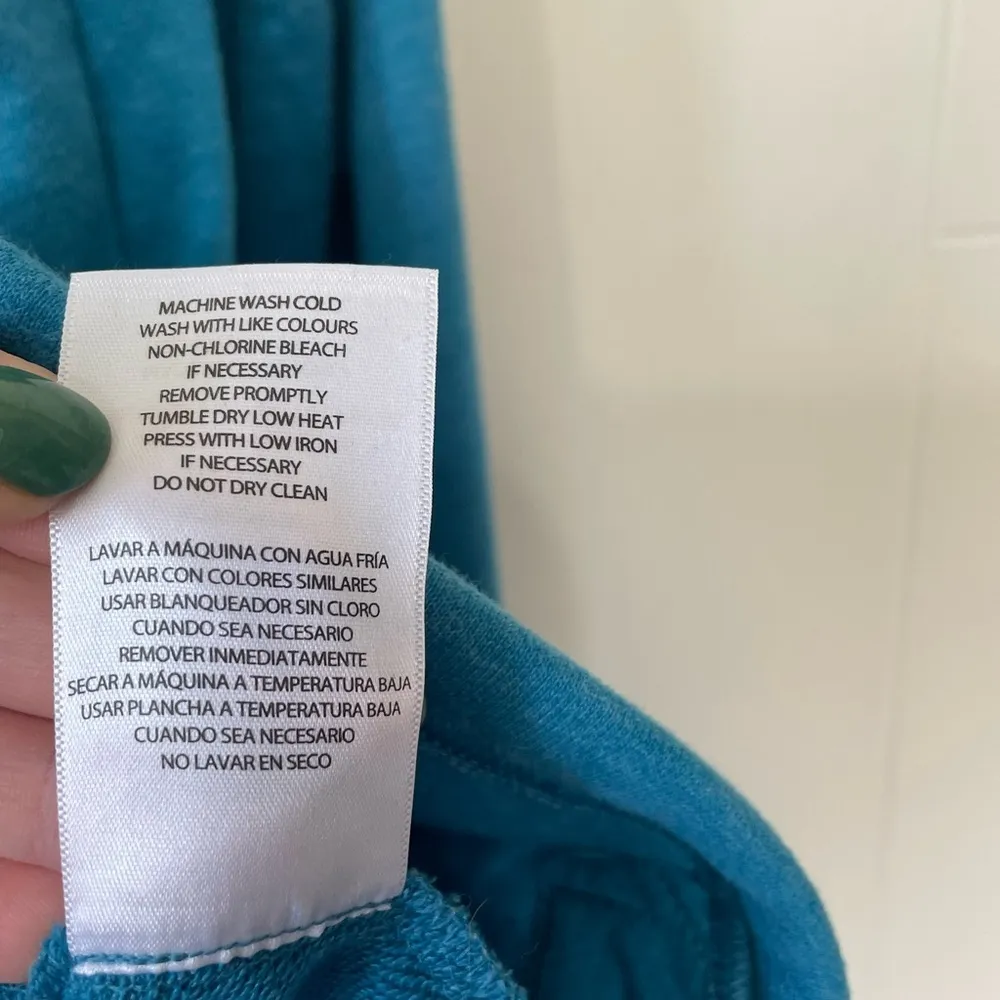 MACHINE WASH COLD
WASH WITH LIKE COLOURS
NON-CHLORINE BLEACH
IF NECESSARY
REMOVE PROMPTLY
TUMBLE DRY LOW HEAT
PRESS WITH LOW IRON
IF NECESSARY
DO NOT DRY CLEAN
LAVAR A MÁQUINA CON AGUA FRÍA
LAVAR CON COLORES SIMILARES
USAR BLANQUEADOR SIN CLORO
CUANDO SEA NECESARIO
REMOVER INMEDIATAMENTE
SECAR A MÁQUINA A TEMPERATURA BAJA
USAR PLANCHA A TEMPERATURA BAJA
CUANDO SEA NECESARIO
NO LAVAR EN SECO